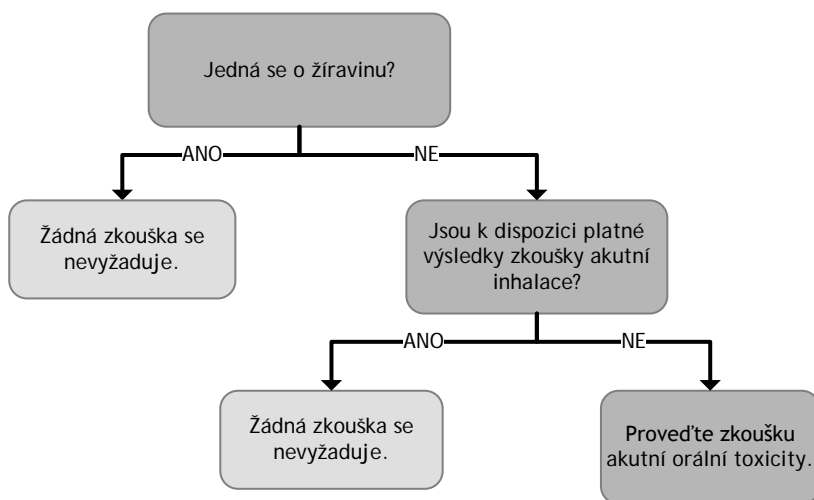 Jedná se o žíravinu?
ANO
NE
Žádná zkouška se
nevyžaduje.
Jsou k dispozici platné
výsledky zkoušky akutní
inhalace?
ANO
NE
Žádná zkouška se
nevyžaduje.
Proveďte zkoušku
akutní orální toxicity.